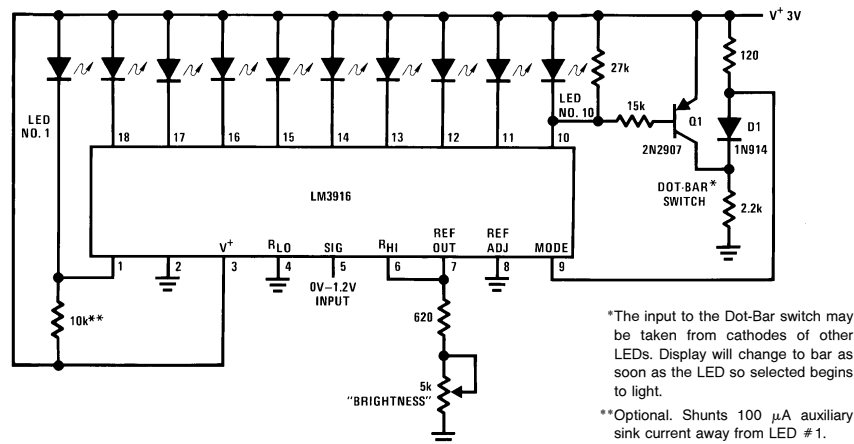 V+ 3V
120
27k
LED
NO. 1
LED
NO. 10
15k
Q1
2N2907
D1
1N914
18
17
16
15
14
13
12
11
10
DOT-BAR*
SWITCH
2.2k
LM3916
V+
RLO
SIG
RHI
REF
OUT
REF
ADJ
MODE
1
2
3
4
5
6
7
8
9
0V–1.2V
INPUT
10k**
620
5k
"BRIGHTNESS"
*The input to the Dot-Bar switch may
be taken from cathodes of other
LEDs. Display will change to bar as
soon as the LED so selected begins
to light.
**Optional. Shunts 100 μA auxiliary
sink current away from LED #1.